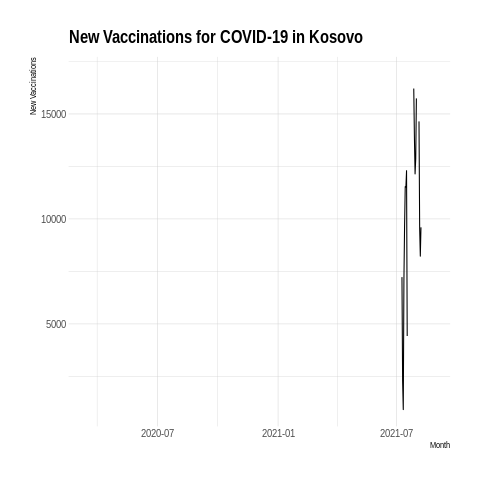 New Vaccinations for COVID-19 in Kosovo
New Vaccinations
15000
10000
5000
2020-07
2021-01
2021-07
Month